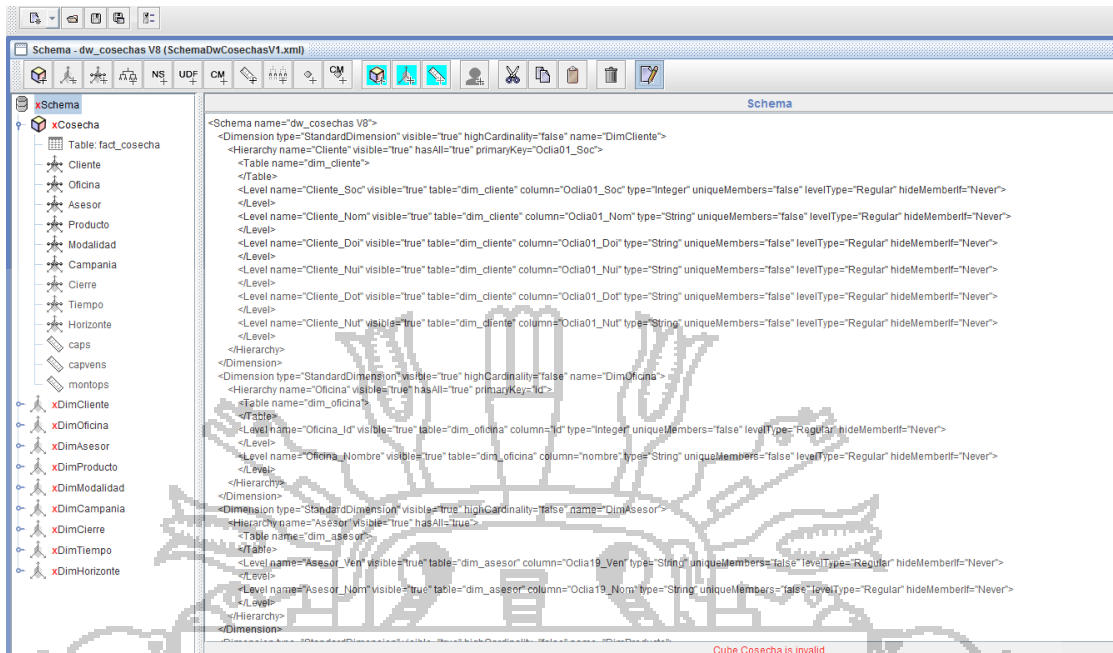 Schema - dw_cosechas V8 (SchemaDwCosechasV1.xml)
NS UDF CM CM
xSchema
xCosecha
Table: fact_cosecha
Cliente
Oficina
Asesor
Producto
Modalidad
Campania
Cierre
Tiempo
Horizonte
caps
capvens
montops
xDimCliente
xDimOficina
xDimAsesor
xDimProducto
xDimModalidad
xDimCampania
xDimCierre
xDimTiempo
xDimHorizonte
Schema
<Schema name="dw_cosechas V8">
<Dimension type="StandardDimension" visible="true" highCardinality="false" name="DimCliente">
<Hierarchy name="Cliente" visible="true" hasAll="true" primaryKey="Oclia01_Soc">
<Table name="dim_cliente">
</Table>
<Level name="Cliente_Soc" visible="true" table="dim_cliente" column="Oclia01_Soc" type="Integer" uniqueMembers="false" levelType="Regular" hideMemberIf="Never">
</Level>
<Level name="Cliente_Nom" visible="true" table="dim_cliente" column="Oclia01_Nom" type="String" uniqueMembers="false" levelType="Regular" hideMemberIf="Never">
</Level>
<Level name="Cliente_Doi" visible="true" table="dim_cliente" column="Oclia01_Doi" type="String" uniqueMembers="false" levelType="Regular" hideMemberIf="Never">
</Level>
<Level name="Cliente_Nui" visible="true" table="dim_cliente" column="Oclia01_Nui" type="String" uniqueMembers="false" levelType="Regular" hideMemberIf="Never">
</Level>
<Level name="Cliente_Dot" visible="true" table="dim_cliente" column="Oclia01_Dot" type="String" uniqueMembers="false" levelType="Regular" hideMemberIf="Never">
</Level>
<Level name="Cliente_Nut" visible="true" table="dim_cliente" column="Oclia01_Nut" type="String" uniqueMembers="false" levelType="Regular" hideMemberIf="Never">
</Level>
</Hierarchy>
</Dimension>
<Dimension type="StandardDimension" visible="true" highCardinality="false" name="DimOficina">
<Hierarchy name="Oficina" visible="true" hasAll="true" primaryKey="id">
<Table name="dim_oficina">
</Table>
<Level name="Oficina_Id" visible="true" table="dim_oficina" column="id" type="Integer" uniqueMembers="false" levelType="Regular" hideMemberIf="Never">
</Level>
<Level name="Oficina_Nombre" visible="true" table="dim_oficina" column="nombre" type="String" uniqueMembers="false" levelType="Regular" hideMemberIf="Never">
</Level>
</Hierarchy>
</Dimension>
<Dimension type="StandardDimension" visible="true" highCardinality="false" name="DimAsesor">
<Hierarchy name="Asesor" visible="true" hasAll="true">
<Table name="dim_asesor">
</Table>
<Level name="Asesor_Ven" visible="true" table="dim_asesor" column="Oclia19_Ven" type="String" uniqueMembers="false" levelType="Regular" hideMemberIf="Never">
</Level>
<Level name="Asesor_Nom" visible="true" table="dim_asesor" column="Oclia19_Nom" type="String" uniqueMembers="false" levelType="Regular" hideMemberIf="Never">
</Level>
</Hierarchy>
</Dimension>
<Dimension type="StandardDimension" visible="true" highCardinality="false" name="DimProducto">
Cube Cosecha is invalid